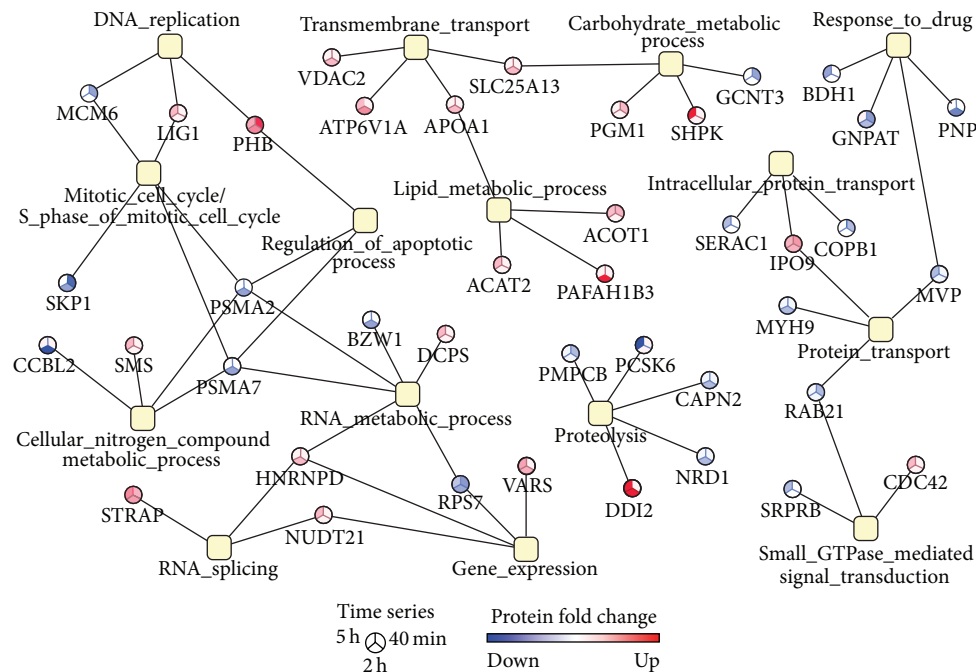 DNA_replication
Transmembrane_transport
Carbohydrate_metabolic
process
Response_to_drug
VDAC2
SLC25A13
GCNT3
BDH1
MCM6
LIG1
PHB
ATP6V1A
APOA1
PGM1
SHPK
GNPAT
PNP
Mitotic_cell_cycle/
S_phase_of_mitotic_cell_cycle
Lipid_metabolic_process
Intracellular_protein_transport
Regulation_of_apoptotic
process
ACOT1
SERAC1
COPB1
IPO9
SKP1
PSMA2
ACAT2
PAFAH1B3
MVP
MYH9
BZW1
DCPS
CCBL2
SMS
PSMA7
PMPCB
PCSK6
Protein_transport
CAPN2
RAB21
RNA_metabolic_process
Proteolysis
Cellular_nitrogen_compound
metabolic_process
HNRNPD
RPS7
VARS
NRD1
CDC42
STRAP
NUDT21
DDI2
SRPRB
RNA_splicing
Gene_expression
Small_GTPase_mediated
signal_transduction
Time series
5 h
40 min
2 h
Protein fold change
Down
Up